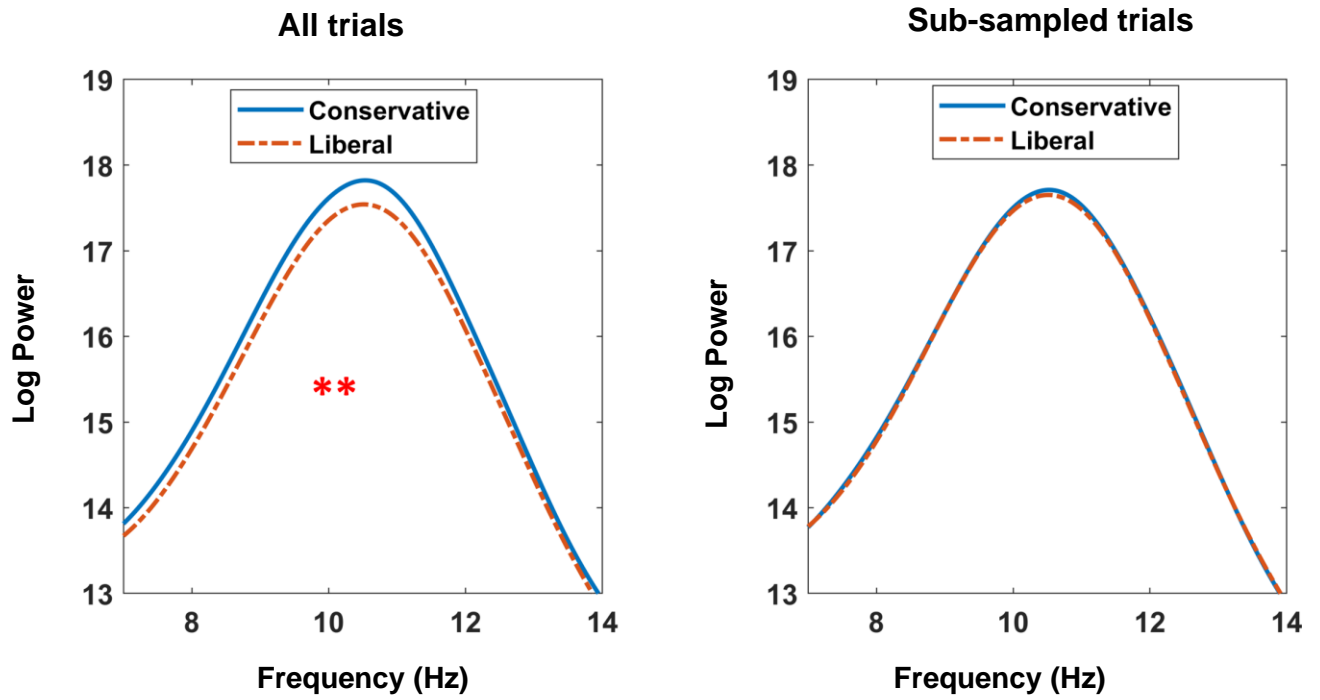 All trials
19
18
17
16
15
14
13
Log Power
Conservative
Liberal
**
8
10
12
14
Frequency (Hz)
Sub-sampled trials
19
18
17
16
15
14
13
Log Power
Conservative
Liberal
8
10
12
14
Frequency (Hz)